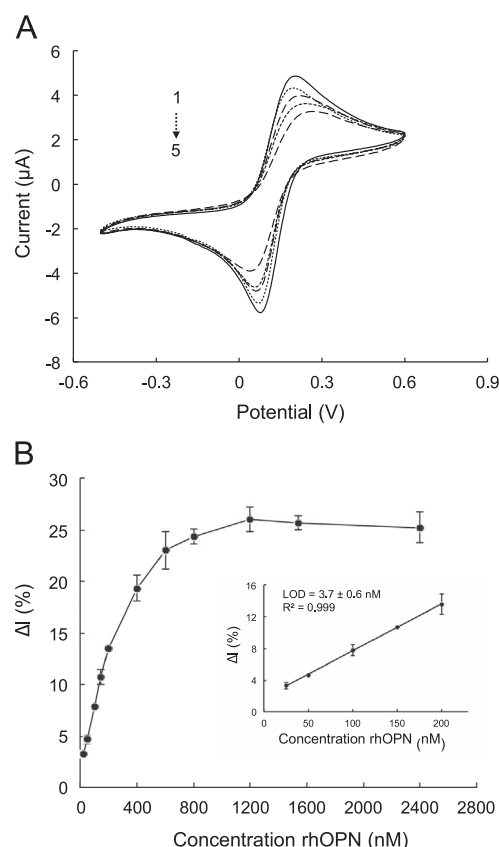 A
6
4
2
0
-2
-4
-6
-8
Current (µA)
1
5
-0.6
-0.3
0
0.3
0.6
0.9
Potential (V)
B
30
25
20
15
10
5
0
ΔI (%)
16
12
8
4
0
ΔI (%)
LOD = 3.7 ± 0.6 nM
R² = 0.999
0 50 100 150 200
Concentration rhOPN (nM)
0 400 800 1200 1600 2000 2400 2800
Concentration rhOPN (nM)